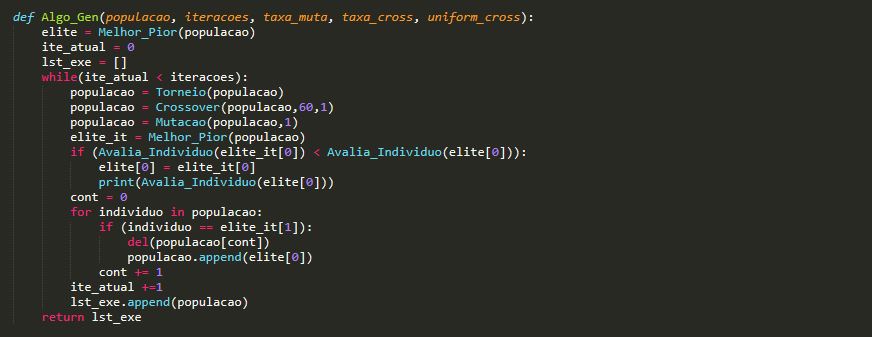 def Algo_Gen(populacao, iteracoes, taxa_muta, taxa_cross, uniform_cross):
    elite = Melhor_Pior(populacao)
    ite_atual = 0
    lst_exe = []
    while(ite_atual < iteracoes):
        populacao = Torneio(populacao)
        populacao = Crossover(populacao,60,1)
        populacao = Mutacao(populacao,1)
        elite_it = Melhor_Pior(populacao)
        if (Avalia_Individuo(elite_it[0]) < Avalia_Individuo(elite[0])):
            elite[0] = elite_it[0]
            print(Avalia_Individuo(elite[0]))
        cont = 0
        for individuo in populacao:
            if (individuo == elite_it[1]):
                del(populacao[cont])
                populacao.append(elite[0])
            cont += 1
        ite_atual +=1
        lst_exe.append(populacao)
    return lst_exe